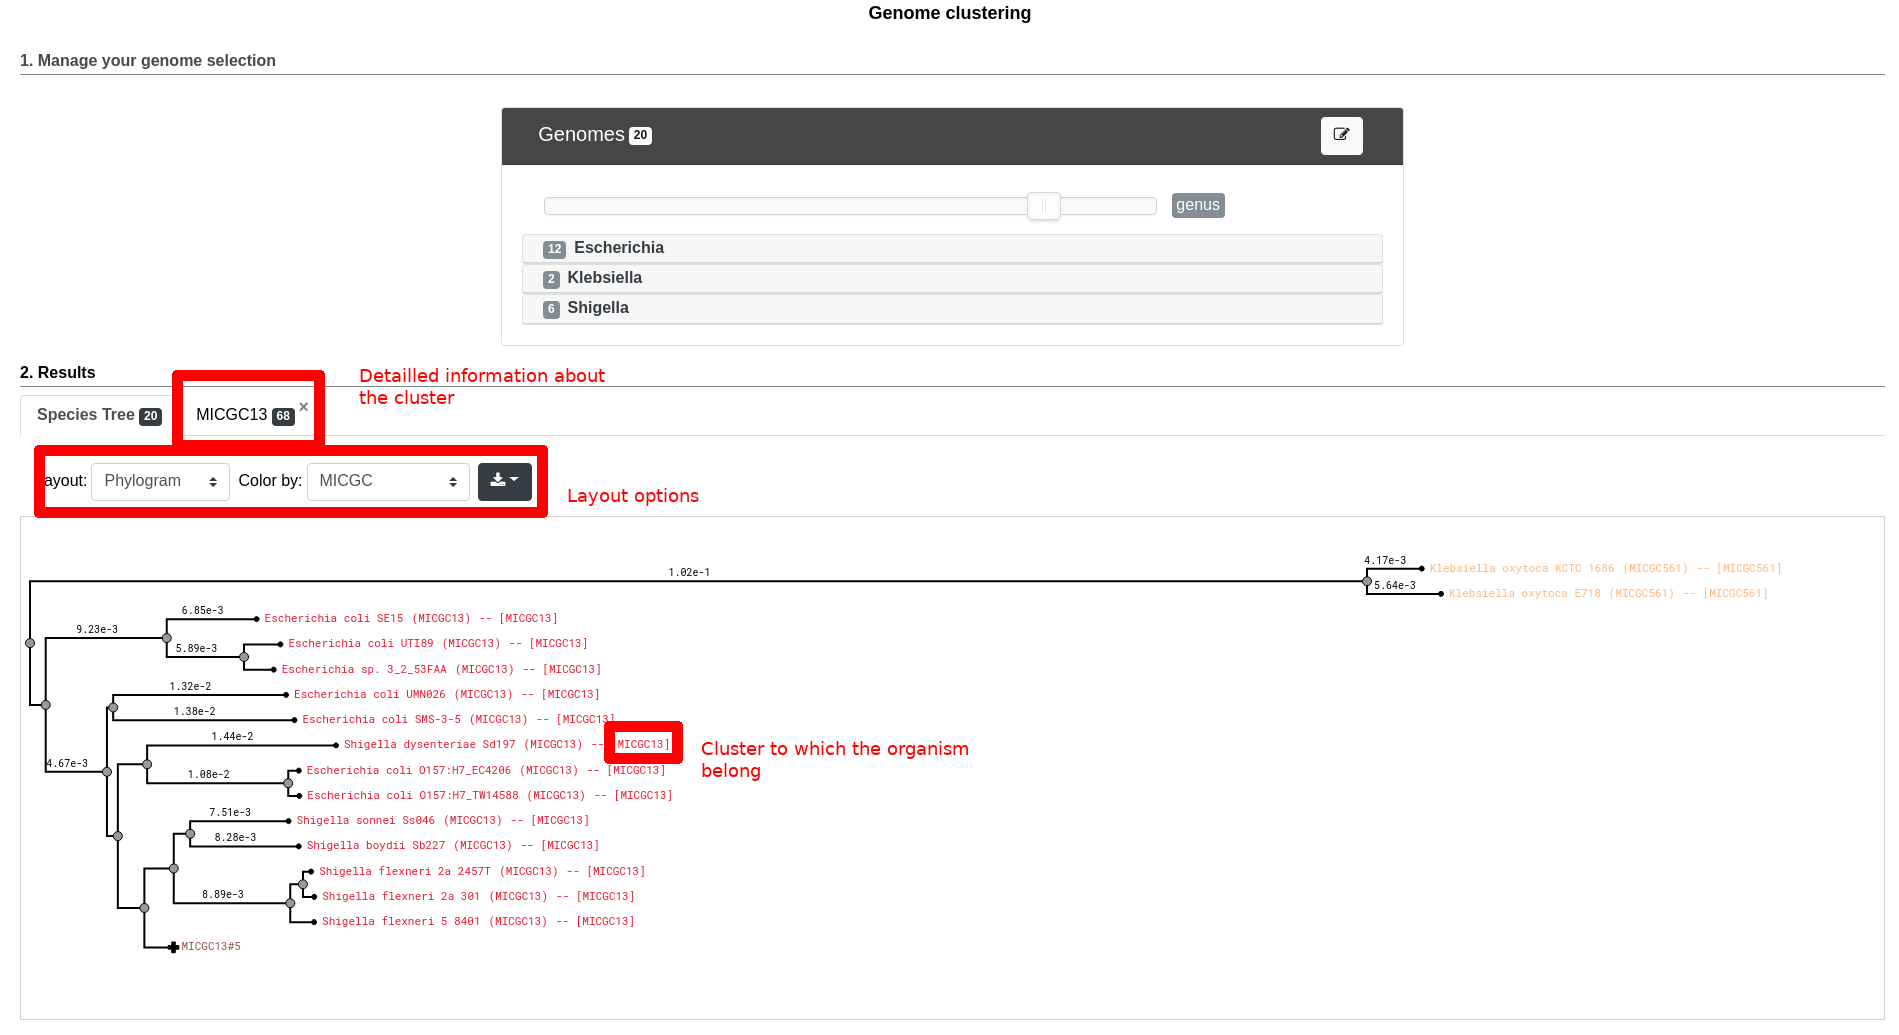 Genome clustering
1. Manage your genome selection
Genomes 20
genus
12 Escherichia
2 Klebsiella
6 Shigella
2. Results
Detailled information about
the cluster
Species Tree 20
MICGC13 68 ×
ayout: Phylogram Color by: MICGC
Layout options
4.17e-3
Klebsiella oxytoca KCTC 1686 (MICGC561) -- [MICGC561]
1.02e-1
5.64e-3
Klebsiella oxytoca E718 (MICGC561) -- [MICGC561]
6.85e-3
Escherichia coli SE15 (MICGC13) -- [MICGC13]
9.23e-3
Escherichia coli UTI89 (MICGC13) -- [MICGC13]
5.89e-3
Escherichia sp. 3_2_53FAA (MICGC13) -- [MICGC13]
1.32e-2
Escherichia coli UMN026 (MICGC13) -- [MICGC13]
1.38e-2
Escherichia coli SMS-3-5 (MICGC13) -- [MICGC13]
1.44e-2
Shigella dysenteriae Sd197 (MICGC13) -- MICGC13]
Cluster to which the organism
belong
4.67e-3
Escherichia coli O157:H7_EC4206 (MICGC13) -- [MICGC13]
1.08e-2
Escherichia coli O157:H7_TW14588 (MICGC13) -- [MICGC13]
7.51e-3
Shigella sonnei Ss046 (MICGC13) -- [MICGC13]
8.28e-3
Shigella boydii Sb227 (MICGC13) -- [MICGC13]
Shigella flexneri 2a 2457T (MICGC13) -- [MICGC13]
8.89e-3
Shigella flexneri 2a 301 (MICGC13) -- [MICGC13]
Shigella flexneri 5 8401 (MICGC13) -- [MICGC13]
MICGC13#5